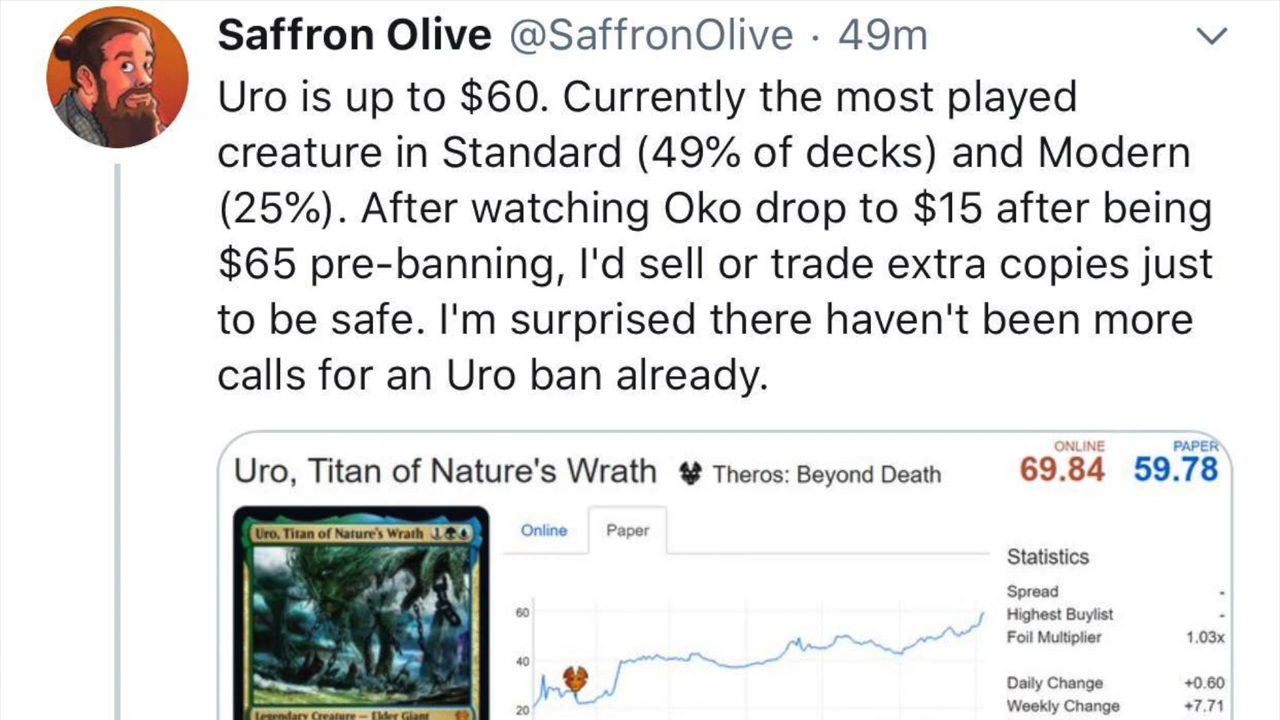 Saffron Olive @SaffronOlive · 49m
Uro is up to $60. Currently the most played
creature in Standard (49% of decks) and Modern
(25%). After watching Oko drop to $15 after being
$65 pre-banning, I'd sell or trade extra copies just
to be safe. I'm surprised there haven't been more
calls for an Uro ban already.
Uro, Titan of Nature's Wrath Theros: Beyond Death
ONLINE PAPER
69.84 59.78
Uro, Titan of Nature's Wrath 1
Online Paper
Statistics
Spread -
Highest Buylist -
Foil Multiplier 1.03x
Daily Change +0.60
Weekly Change +7.71
60
40
20
Legendary Creature — Elder Giant